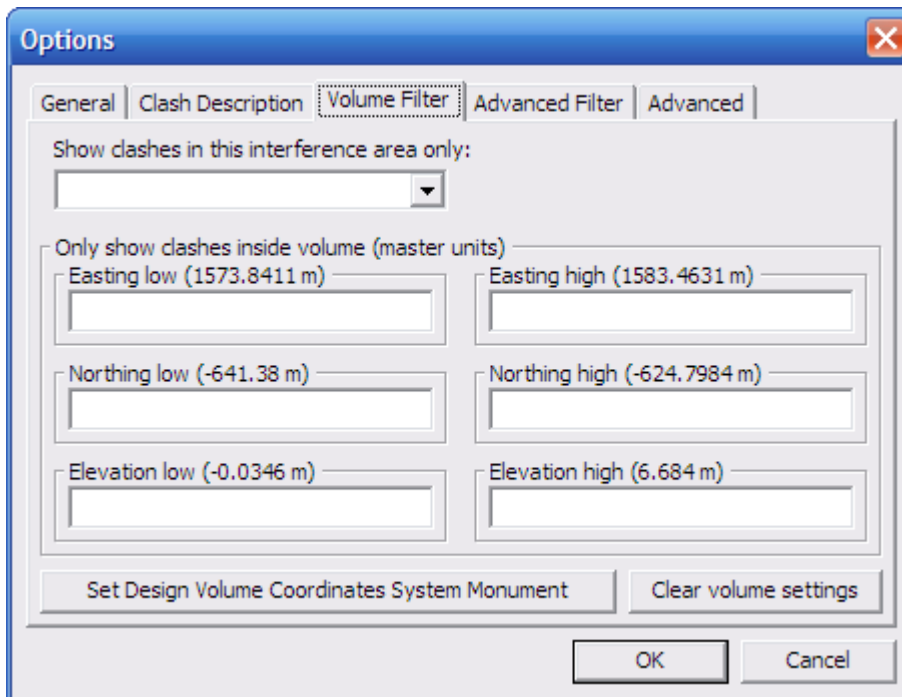 Options
General Clash Description Volume Filter Advanced Filter Advanced
Show clashes in this interference area only:
Only show clashes inside volume (master units)
Easting low (1573.8411 m) Easting high (1583.4631 m)
Northing low (-641.38 m) Northing high (-624.7984 m)
Elevation low (-0.0346 m) Elevation high (6.684 m)
Set Design Volume Coordinates System Monument Clear volume settings
OK Cancel